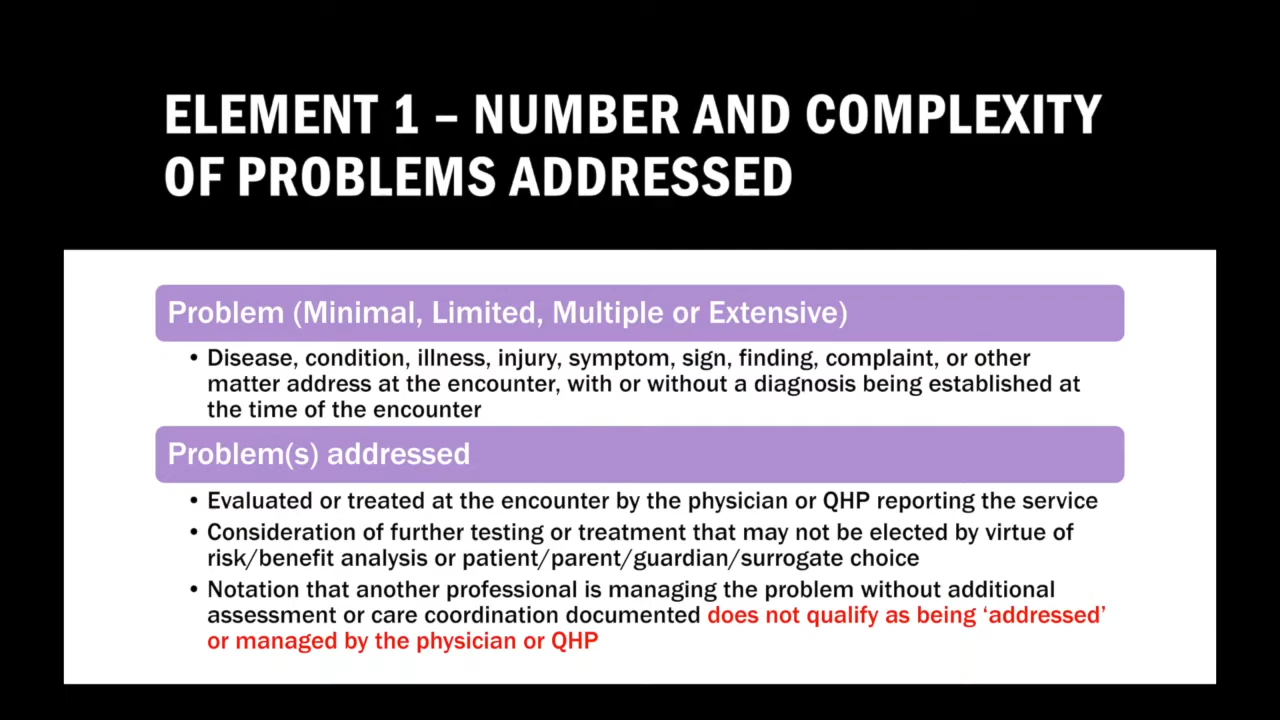 ELEMENT 1 – NUMBER AND COMPLEXITY
OF PROBLEMS ADDRESSED
Problem (Minimal, Limited, Multiple or Extensive)
• Disease, condition, illness, injury, symptom, sign, finding, complaint, or other
matter address at the encounter, with or without a diagnosis being established at
the time of the encounter
Problem(s) addressed
• Evaluated or treated at the encounter by the physician or QHP reporting the service
• Consideration of further testing or treatment that may not be elected by virtue of
risk/benefit analysis or patient/parent/guardian/surrogate choice
• Notation that another professional is managing the problem without additional
assessment or care coordination documented does not qualify as being ‘addressed’
or managed by the physician or QHP